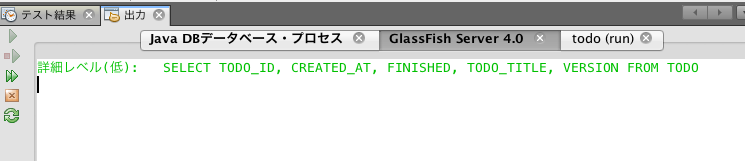 テスト結果 出力
Java DBデータベース・プロセス GlassFish Server 4.0 todo (run)
詳細レベル(低): SELECT TODO_ID, CREATED_AT, FINISHED, TODO_TITLE, VERSION FROM TODO